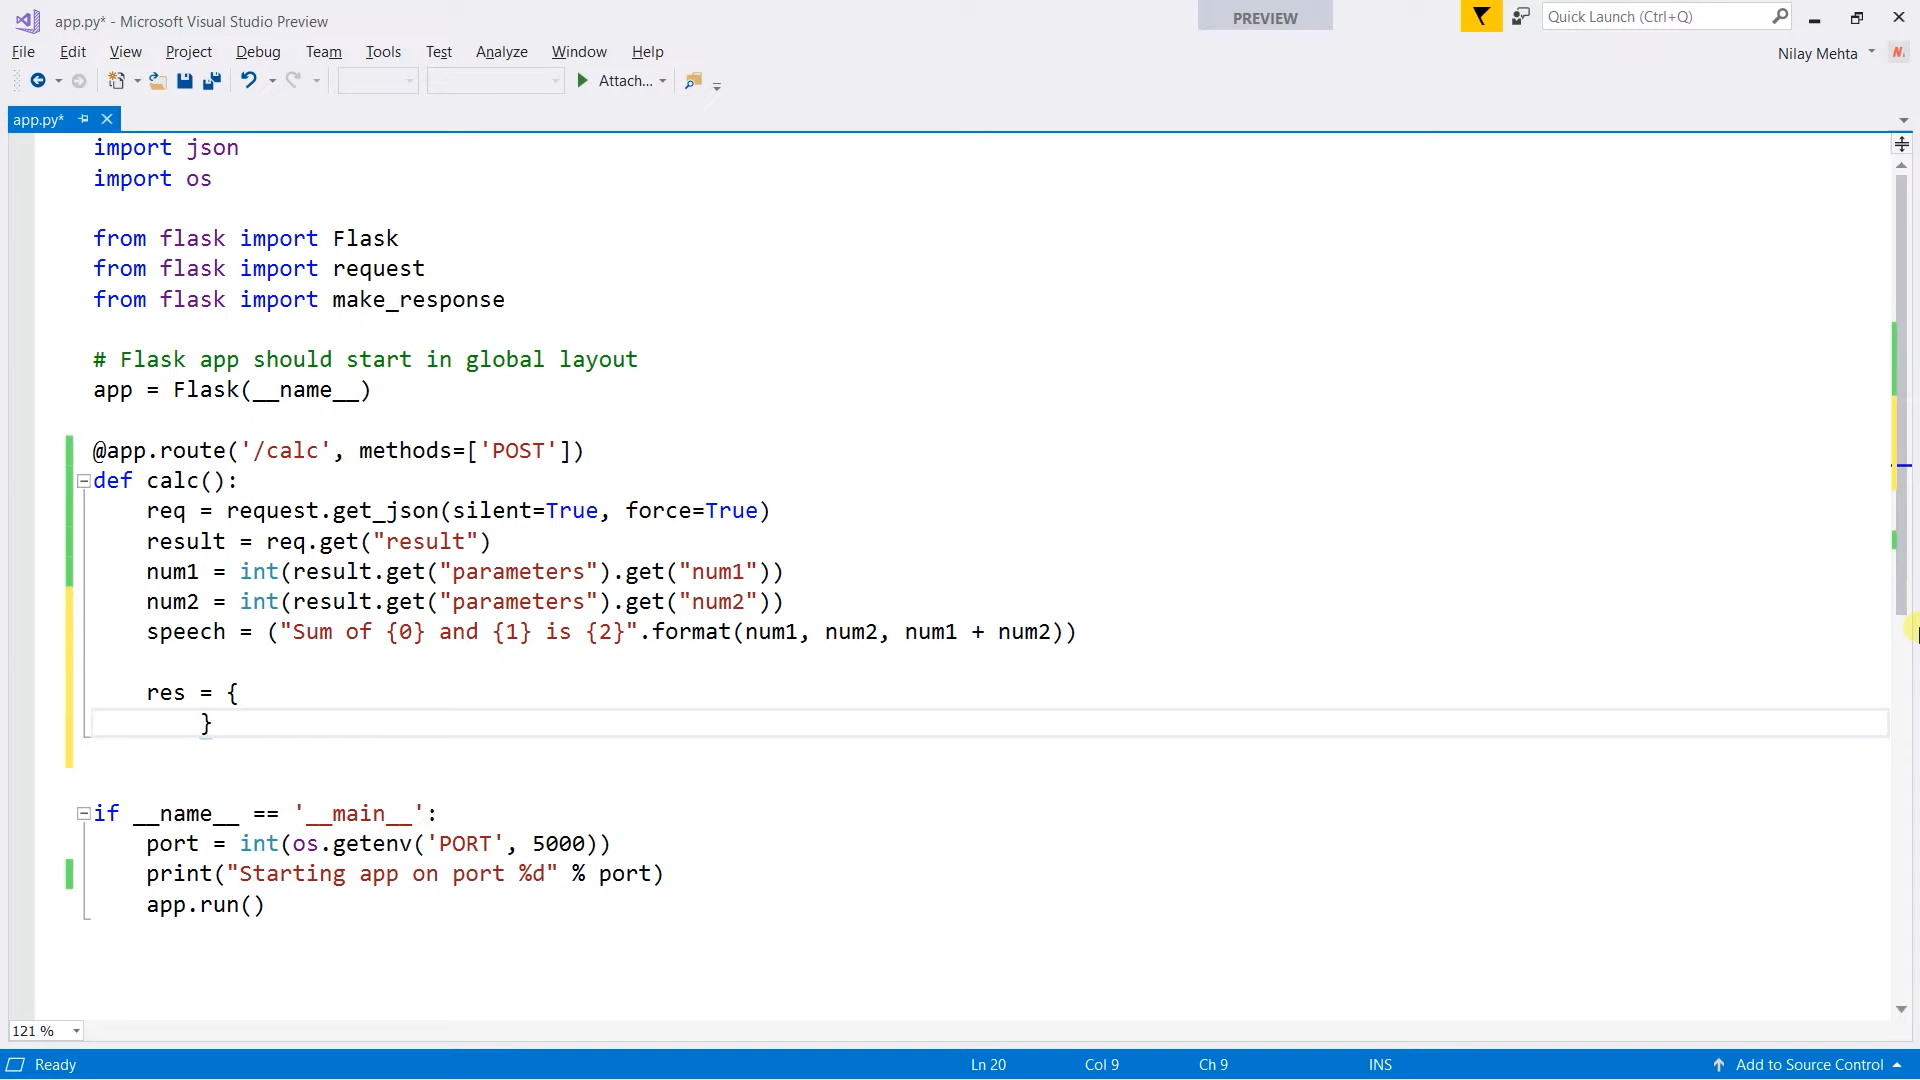 app.py* - Microsoft Visual Studio Preview
PREVIEW
Quick Launch (Ctrl+Q)
File Edit View Project Debug Team Tools Test Analyze Window Help
Nilay Mehta
N.
Attach...
app.py*
import json
import os
from flask import Flask
from flask import request
from flask import make_response
# Flask app should start in global layout
app = Flask(__name__)
@app.route('/calc', methods=['POST'])
def calc():
    req = request.get_json(silent=True, force=True)
    result = req.get("result")
    num1 = int(result.get("parameters").get("num1"))
    num2 = int(result.get("parameters").get("num2"))
    speech = ("Sum of {0} and {1} is {2}".format(num1, num2, num1 + num2))
    res = {
        }
if __name__ == '__main__':
    port = int(os.getenv('PORT', 5000))
    print("Starting app on port %d" % port)
    app.run()
121 %
Ready
Ln 20 Col 9 Ch 9 INS Add to Source Control